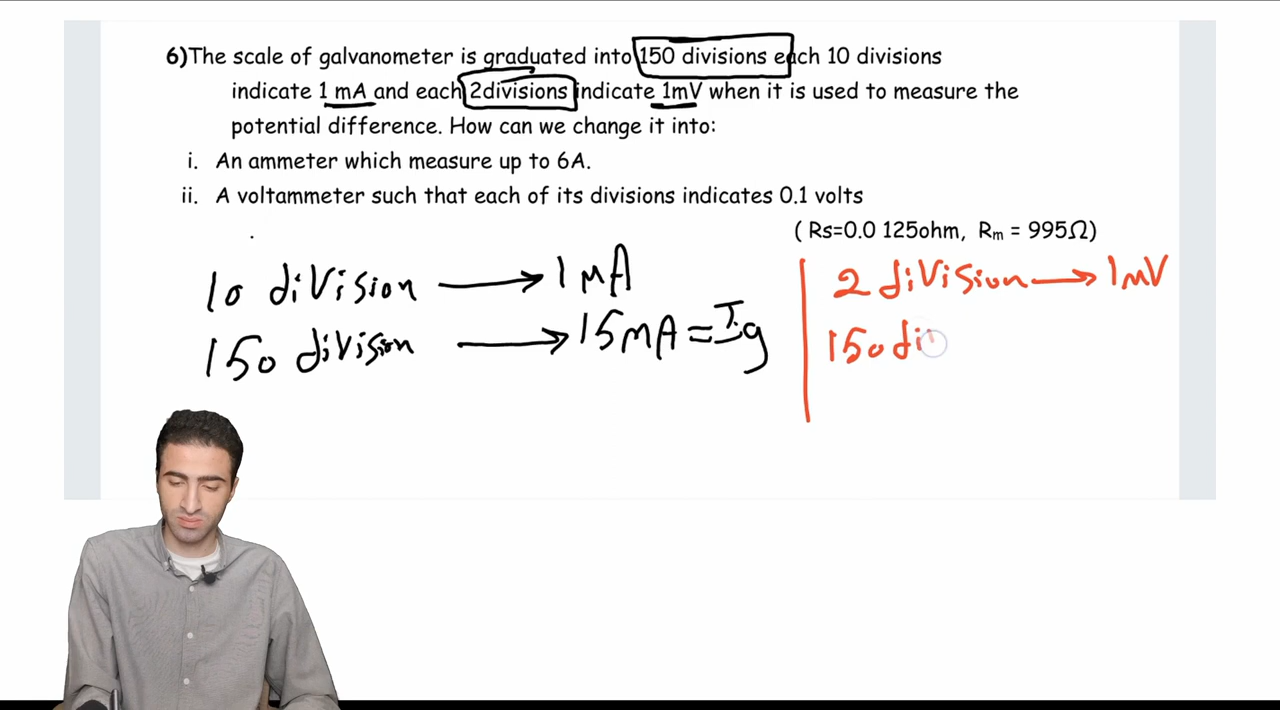 6)The scale of galvanometer is graduated into 150 divisions each 10 divisions
indicate 1 mA and each 2divisions indicate 1mV when it is used to measure the
potential difference. How can we change it into:
i. An ammeter which measure up to 6A.
ii. A voltammeter such that each of its divisions indicates 0.1 volts
( Rs=0.0 125ohm, Rm = 995Ω)
10 division → 1mA
150 division → 15mA = Ig
2 division → 1mV
150 div